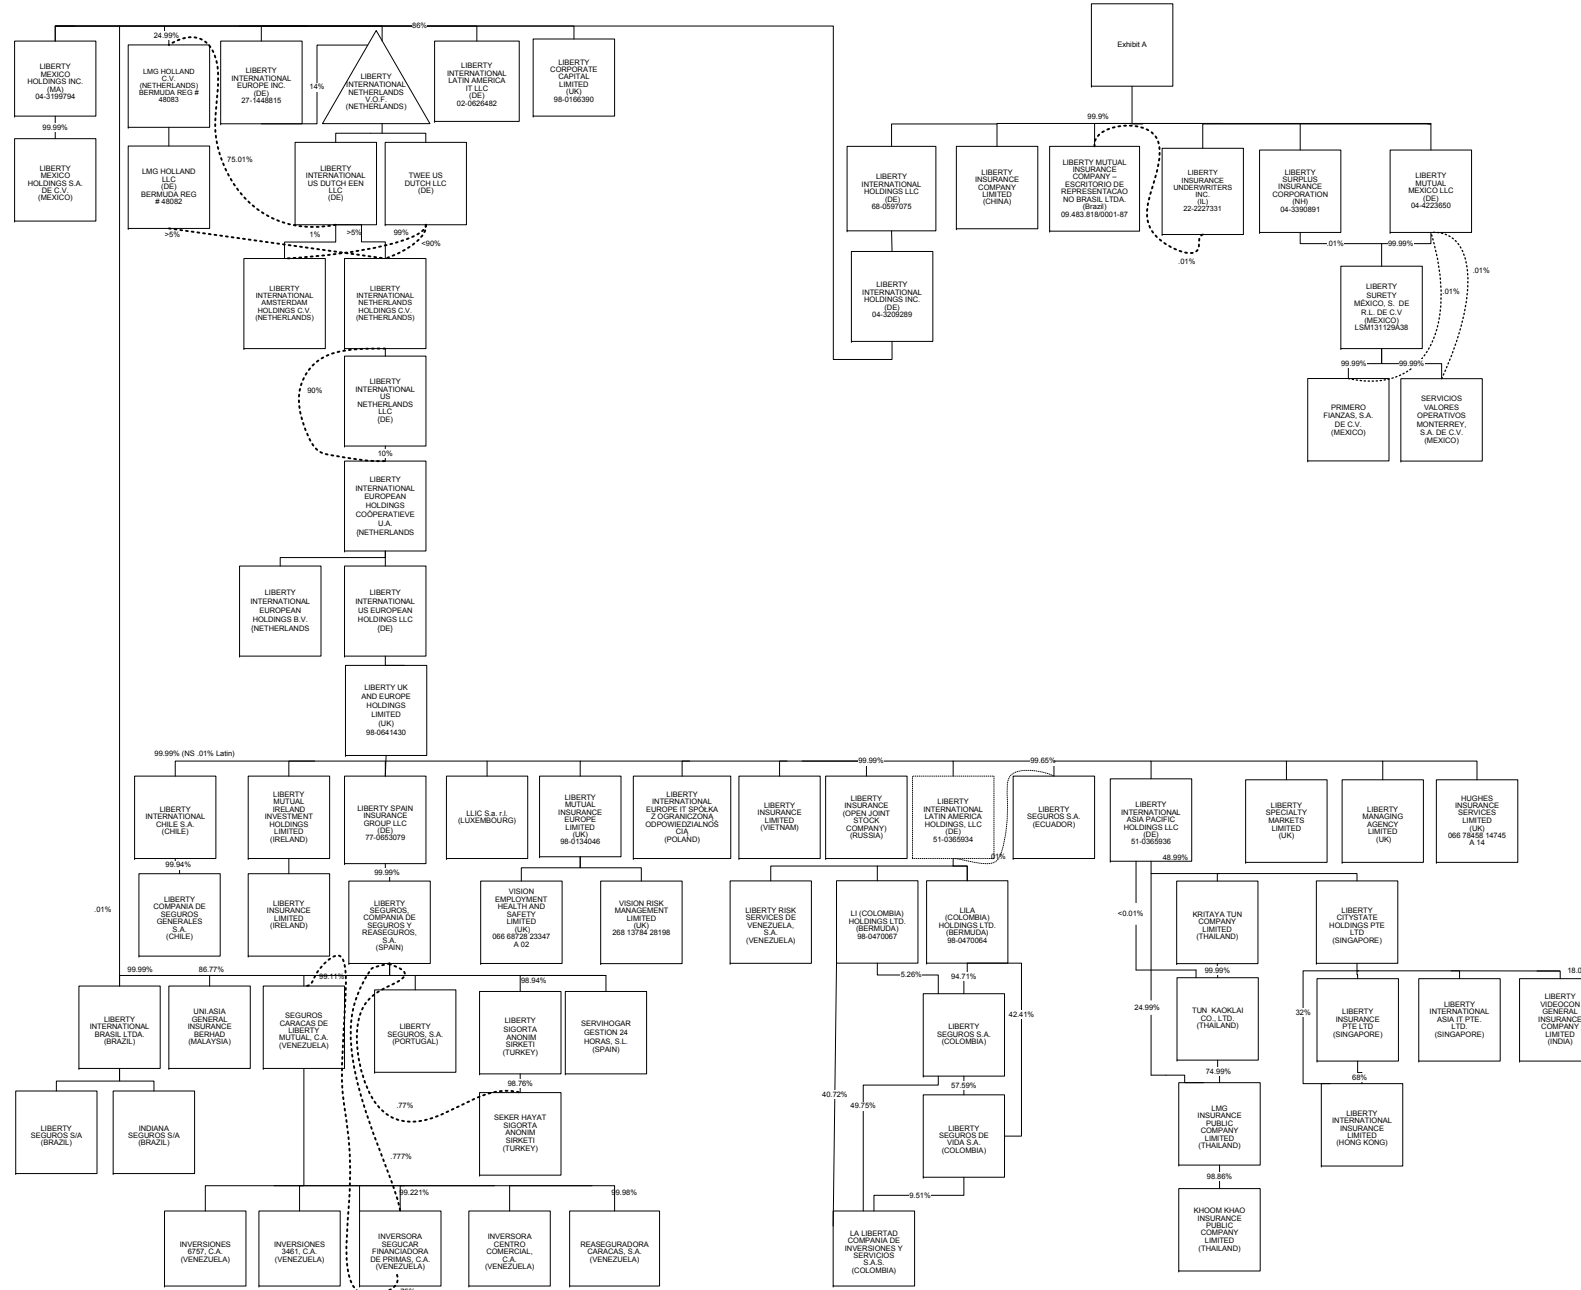 86%
24.99%
LIBERTY
MEXICO
HOLDINGS INC.
(MA)
04-3199794
LMG HOLLAND
C.V.
(NETHERLANDS)
BERMUDA REG #
48083
LIBERTY
INTERNATIONAL
EUROPE INC.
(DE)
27-1448815
14%
LIBERTY
INTERNATIONAL
NETHERLANDS
V.O.F.
(NETHERLANDS)
LIBERTY
INTERNATIONAL
LATIN AMERICA
IT LLC
(DE)
02-0626482
LIBERTY
CORPORATE
CAPITAL
LIMITED
(UK)
98-0166390
Exhibit A
99.99%
LIBERTY
MEXICO
HOLDINGS S.A.
DE C.V.
(MEXICO)
LMG HOLLAND
LLC
(DE)
BERMUDA REG
# 48082
75.01%
LIBERTY
INTERNATIONAL
US DUTCH EEN
LLC
(DE)
TWEE US
DUTCH LLC
(DE)
>5%
1%
>5%
99%
<90%
99.9%
LIBERTY
INTERNATIONAL
HOLDINGS LLC
(DE)
68-0597075
LIBERTY
INSURANCE
COMPANY
LIMITED
(CHINA)
LIBERTY MUTUAL
INSURANCE
COMPANY –
ESCRITORIO DE
REPRESENTACAO
NO BRASIL LTDA.
(Brazil)
09.483.818/0001-87
LIBERTY
INSURANCE
UNDERWRITERS
INC.
(IL)
22-2227331
LIBERTY
SURPLUS
INSURANCE
CORPORATION
(NH)
04-3390891
LIBERTY
MUTUAL
MEXICO LLC
(DE)
04-4223650
.01%
.01%
99.99%
.01%
.01%
LIBERTY
INTERNATIONAL
AMSTERDAM
HOLDINGS C.V.
(NETHERLANDS)
LIBERTY
INTERNATIONAL
NETHERLANDS
HOLDINGS C.V.
(NETHERLANDS)
LIBERTY
INTERNATIONAL
HOLDINGS INC.
(DE)
04-3209289
LIBERTY
SURETY
MÉXICO, S. DE
R.L. DE C.V
(MEXICO)
LSM131129A38
99.99%
99.99%
90%
LIBERTY
INTERNATIONAL
US
NETHERLANDS
LLC
(DE)
PRIMERO
FIANZAS, S.A.
DE C.V.
(MEXICO)
SERVICIOS
VALORES
OPERATIVOS
MONTERREY,
S.A. DE C.V.
(MEXICO)
10%
LIBERTY
INTERNATIONAL
EUROPEAN
HOLDINGS
COÖPERATIEVE
U.A.
(NETHERLANDS
LIBERTY
INTERNATIONAL
EUROPEAN
HOLDINGS B.V.
(NETHERLANDS
LIBERTY
INTERNATIONAL
US EUROPEAN
HOLDINGS LLC
(DE)
LIBERTY UK
AND EUROPE
HOLDINGS
LIMITED
(UK)
98-0641430
99.99% (NS .01% Latin)
99.99%
99.65%
LIBERTY
INTERNATIONAL
CHILE S.A.
(CHILE)
LIBERTY
MUTUAL
IRELAND
INVESTMENT
HOLDINGS
LIMITED
(IRELAND)
LIBERTY SPAIN
INSURANCE
GROUP LLC
(DE)
77-0653079
LLIC S.a. r.l.
(LUXEMBOURG)
LIBERTY
MUTUAL
INSURANCE
EUROPE
LIMITED
(UK)
98-0134046
LIBERTY
INTERNATIONAL
EUROPE IT SPÓŁKA
Z OGRANICZONĄ
ODPOWIEDZIALNOŚ
CIĄ
(POLAND)
LIBERTY
INSURANCE
LIMITED
(VIETNAM)
LIBERTY
INSURANCE
(OPEN JOINT
STOCK
COMPANY)
(RUSSIA)
LIBERTY
INTERNATIONAL
LATIN AMERICA
HOLDINGS, LLC
(DE)
51-0365934
LIBERTY
SEGUROS S.A.
(ECUADOR)
LIBERTY
INTERNATIONAL
ASIA PACIFIC
HOLDINGS LLC
(DE)
51-0365936
LIBERTY
SPECIALTY
MARKETS
LIMITED
(UK)
LIBERTY
MANAGING
AGENCY
LIMITED
(UK)
HUGHES
INSURANCE
SERVICES
LIMITED
(UK)
066 78458 14745
A 14
99.94%
99.99%
.01%
48.99%
LIBERTY
COMPANIA DE
SEGUROS
GENERALES
S.A.
(CHILE)
LIBERTY
INSURANCE
LIMITED
(IRELAND)
LIBERTY
SEGUROS,
COMPANIA DE
SEGUROS Y
REASEGUROS,
S.A.
(SPAIN)
VISION
EMPLOYMENT
HEALTH AND
SAFETY
LIMITED
(UK)
066 68728 23347
A 02
VISION RISK
MANAGEMENT
LIMITED
(UK)
268 13784 28198
LIBERTY RISK
SERVICES DE
VENEZUELA,
S.A.
(VENEZUELA)
LI (COLOMBIA)
HOLDINGS LTD.
(BERMUDA)
98-0470067
LILA
(COLOMBIA)
HOLDINGS LTD.
(BERMUDA)
98-0470064
<0.01%
KRITAYA TUN
COMPANY
LIMITED
(THAILAND)
LIBERTY
CITYSTATE
HOLDINGS PTE
LTD
(SINGAPORE)
.01%
99.99%
86.77%
99.11%
98.94%
5.26%
94.71%
99.99%
18.0
LIBERTY
INTERNATIONAL
BRASIL LTDA.
(BRAZIL)
UNI.ASIA
GENERAL
INSURANCE
BERHAD
(MALAYSIA)
SEGUROS
CARACAS DE
LIBERTY
MUTUAL, C.A.
(VENEZUELA)
LIBERTY
SEGUROS, S.A.
(PORTUGAL)
LIBERTY
SIGORTA
ANONIM
SIRKETI
(TURKEY)
SERVIHOGAR
GESTION 24
HORAS, S.L.
(SPAIN)
LIBERTY
SEGUROS S.A.
(COLOMBIA)
42.41%
24.99%
TUN KAOKLAI
CO., LTD.
(THAILAND)
32%
LIBERTY
INSURANCE
PTE LTD
(SINGAPORE)
LIBERTY
INTERNATIONAL
ASIA IT PTE.
LTD.
(SINGAPORE)
LIBERTY
VIDEOCON
GENERAL
INSURANCE
COMPANY
LIMITED
(INDIA)
98.76%
57.59%
74.99%
68%
40.72%
49.75%
.77%
LIBERTY
SEGUROS S/A
(BRAZIL)
INDIANA
SEGUROS S/A
(BRAZIL)
SEKER HAYAT
SIGORTA
ANONIM
SIRKETI
(TURKEY)
LIBERTY
SEGUROS DE
VIDA S.A.
(COLOMBIA)
LMG
INSURANCE
PUBLIC
COMPANY
LIMITED
(THAILAND)
LIBERTY
INTERNATIONAL
INSURANCE
LIMITED
(HONG KONG)
.777%
99.221%
99.98%
9.51%
98.86%
INVERSIONES
6757, C.A.
(VENEZUELA)
INVERSIONES
3461, C.A.
(VENEZUELA)
INVERSORA
SEGUCAR
FINANCIADORA
DE PRIMAS, C.A.
(VENEZUELA)
INVERSORA
CENTRO
COMERCIAL,
C.A.
(VENEZUELA)
REASEGURADORA
CARACAS, S.A.
(VENEZUELA)
LA LIBERTAD
COMPANIA DE
INVERSIONES Y
SERVICIOS
S.A.S.
(COLOMBIA)
KHOOM KHAO
INSURANCE
PUBLIC
COMPANY
LIMITED
(THAILAND)